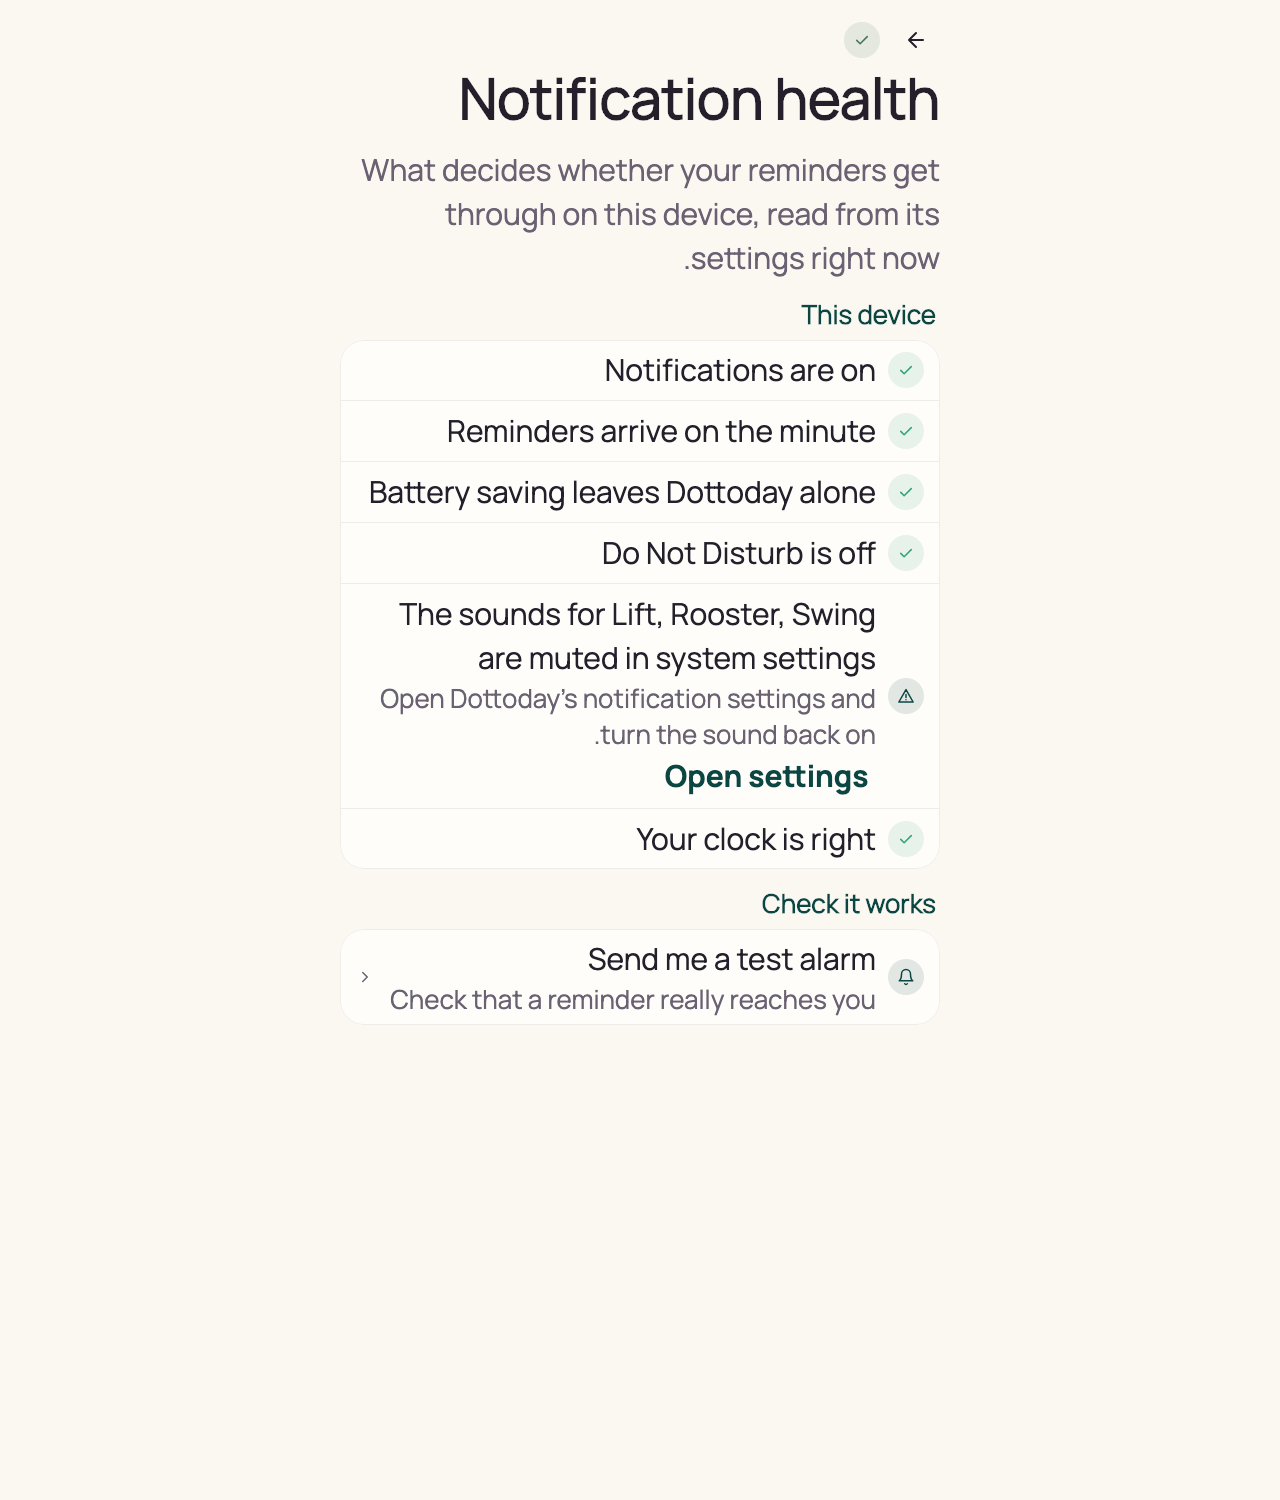 Notification health
What decides whether your reminders get
through on this device, read from its
.settings right now
This device
Notifications are on
Reminders arrive on the minute
Battery saving leaves Dottoday alone
Do Not Disturb is off
The sounds for Lift, Rooster, Swing
are muted in system settings
Open Dottoday’s notification settings and
.turn the sound back on
Open settings
Your clock is right
Check it works
Send me a test alarm
Check that a reminder really reaches you